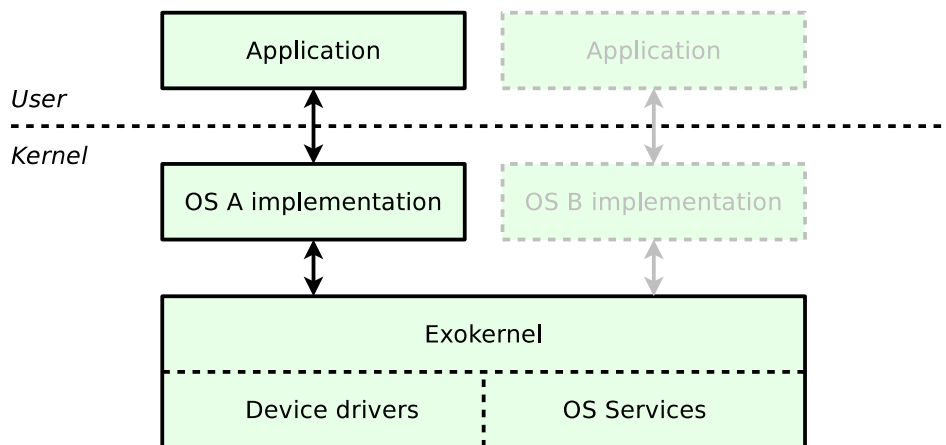 Application
Application
User
Kernel
OS A implementation
OS B implementation
Exokernel
Device drivers
OS Services